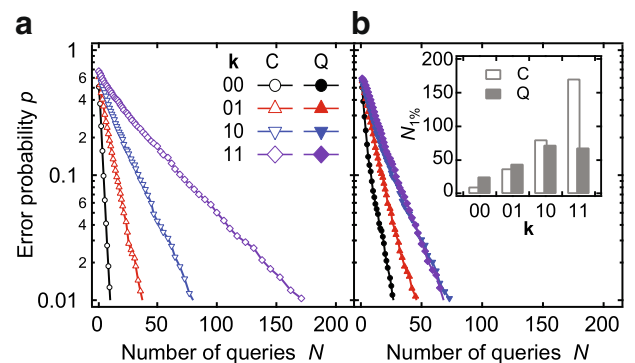 a
b
Error probability p
1
6
4
2
0.1
6
4
2
0.01
k C Q
00
01
10
11
0 50 100 150 200
Number of queries N
N1%
200
150
100
50
0
C
Q
00 01 10 11
k
0 50 100 150 200
Number of queries N